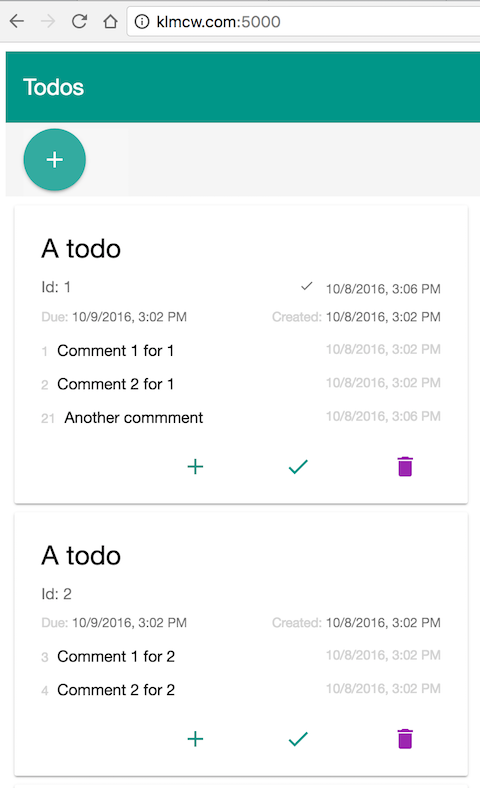 klmcw.com:5000
Todos
A todo
Id: 1 10/8/2016, 3:06 PM
Due: 10/9/2016, 3:02 PM Created: 10/8/2016, 3:02 PM
1 Comment 1 for 1 10/8/2016, 3:02 PM
2 Comment 2 for 1 10/8/2016, 3:02 PM
21 Another commment 10/8/2016, 3:06 PM
A todo
Id: 2
Due: 10/9/2016, 3:02 PM Created: 10/8/2016, 3:02 PM
3 Comment 1 for 2 10/8/2016, 3:02 PM
4 Comment 2 for 2 10/8/2016, 3:02 PM